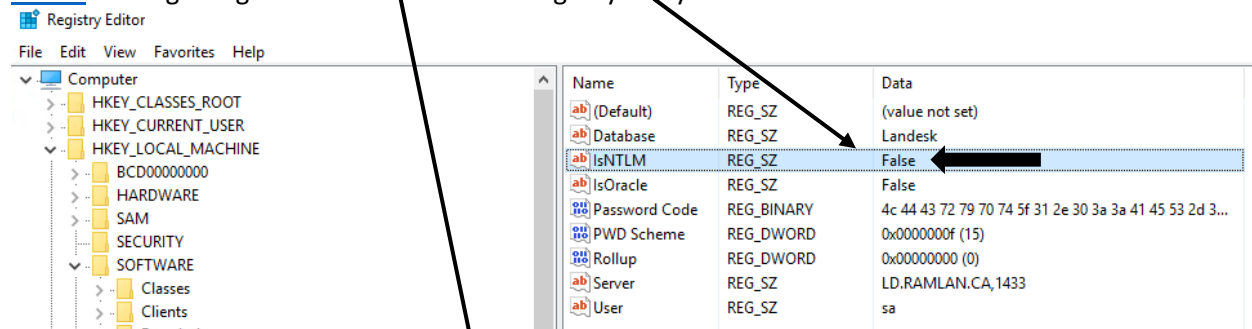 Registry Editor
File Edit View Favorites Help
Computer
HKEY_CLASSES_ROOT
HKEY_CURRENT_USER
HKEY_LOCAL_MACHINE
BCD00000000
HARDWARE
SAM
SECURITY
SOFTWARE
Classes
Clients
Name Type Data
(Default) REG_SZ (value not set)
Database REG_SZ Landesk
IsNTLM REG_SZ False
IsOracle REG_SZ False
Password Code REG_BINARY 4c 44 43 72 79 70 74 5f 31 2e 30 3a 3a 41 45 53 2d 3...
PWD Scheme REG_DWORD 0x0000000f (15)
Rollup REG_DWORD 0x00000000 (0)
Server REG_SZ LD.RAMLAN.CA,1433
User REG_SZ sa